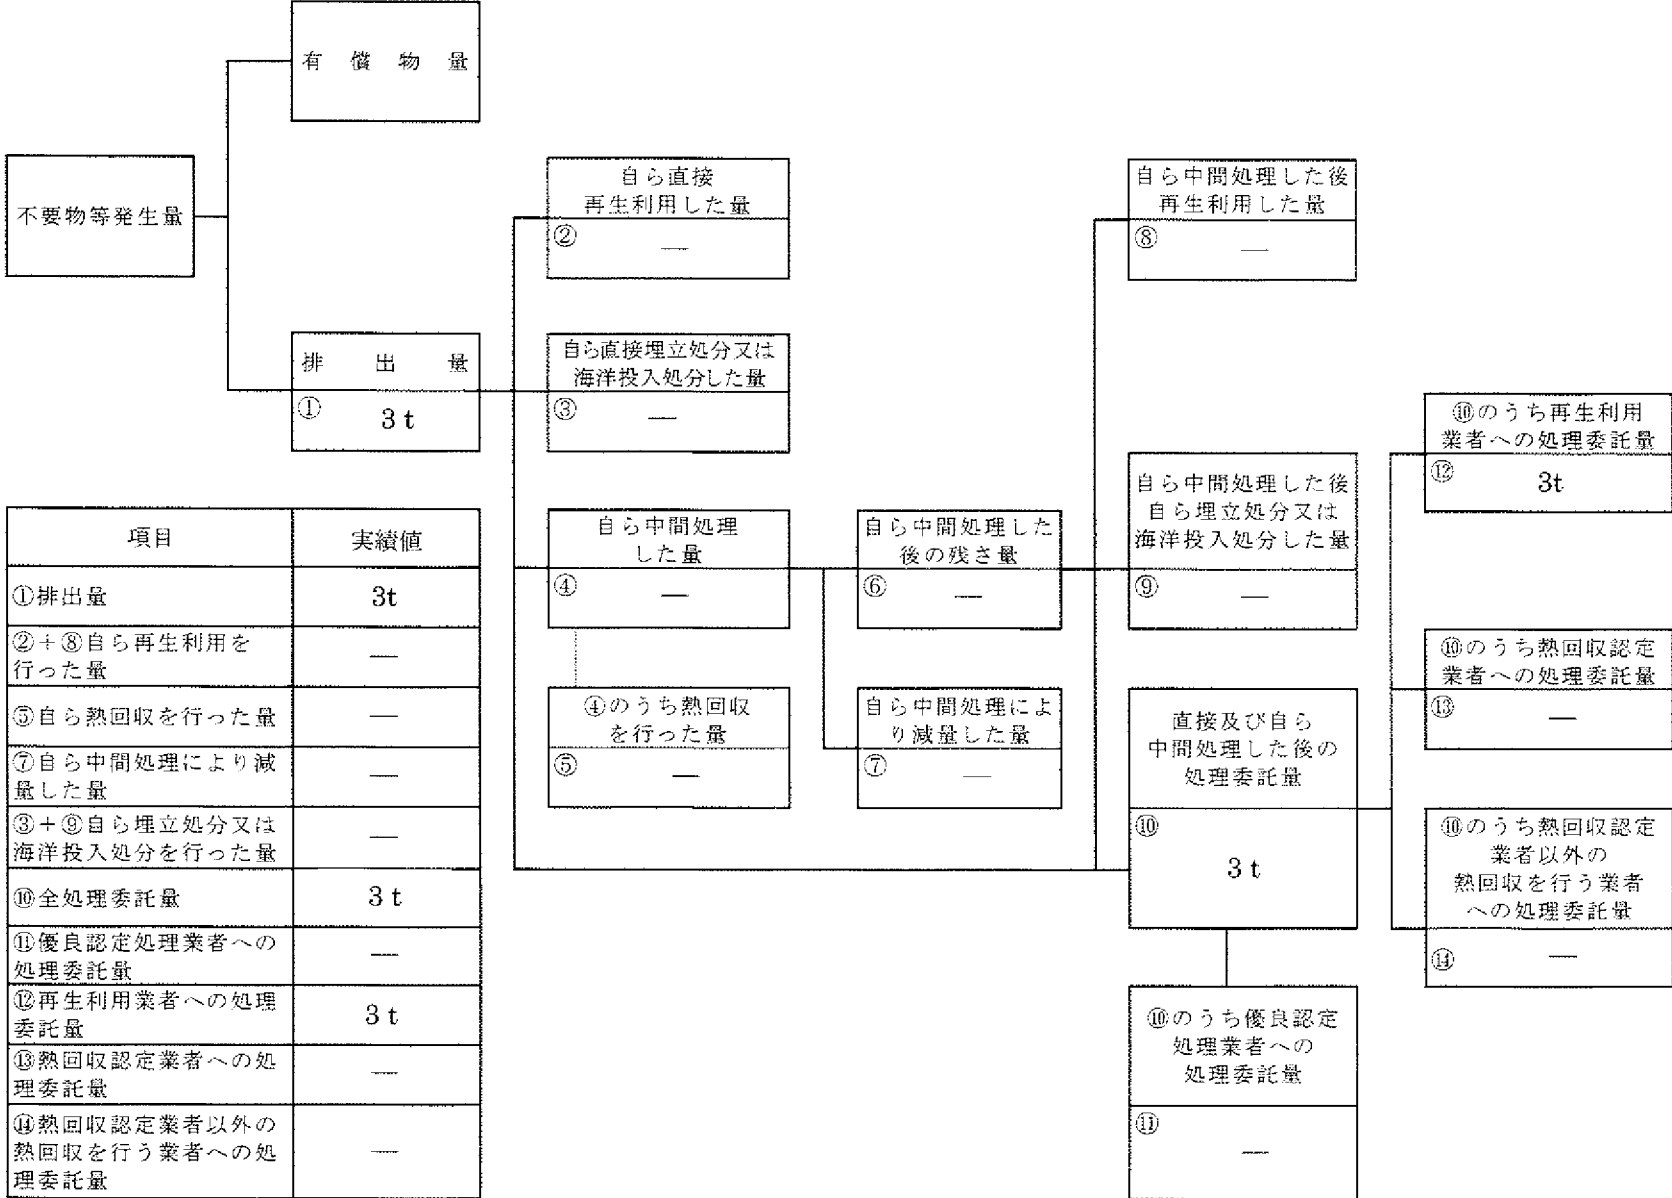 有償物量
不要物等発生量
排出量
① 3 t
自ら直接
再生利用した量
② —
自ら直接埋立処分又は
海洋投入処分した量
③ —
自ら中間処理
した量
④ —
④のうち熱回収
を行った量
⑤ —
自ら中間処理した
後の残さ量
⑥ —
自ら中間処理によ
り減量した量
⑦ —
自ら中間処理した後
再生利用した量
⑧ —
自ら中間処理した後
自ら埋立処分又は
海洋投入処分した量
⑨ —
直接及び自ら
中間処理した後の
処理委託量
⑩
3 t
⑩のうち優良認定
処理業者への
処理委託量
⑪
—
⑩のうち再生利用
業者への処理委託量
⑫ 3t
⑩のうち熱回収認定
業者への処理委託量
⑬ —
⑩のうち熱回収認定
業者以外の
熱回収を行う業者
への処理委託量
⑭ —
項目 実績値
①排出量 3t
②+⑧自ら再生利用を
行った量 —
⑤自ら熱回収を行った量 —
⑦自ら中間処理により減
量した量 —
③+⑨自ら埋立処分又は
海洋投入処分を行った量 —
⑩全処理委託量 3 t
⑪優良認定処理業者への
処理委託量 —
⑫再生利用業者への処理
委託量 3 t
⑬熱回収認定業者への処
理委託量 —
⑭熱回収認定業者以外の
熱回収を行う業者への処
理委託量 —